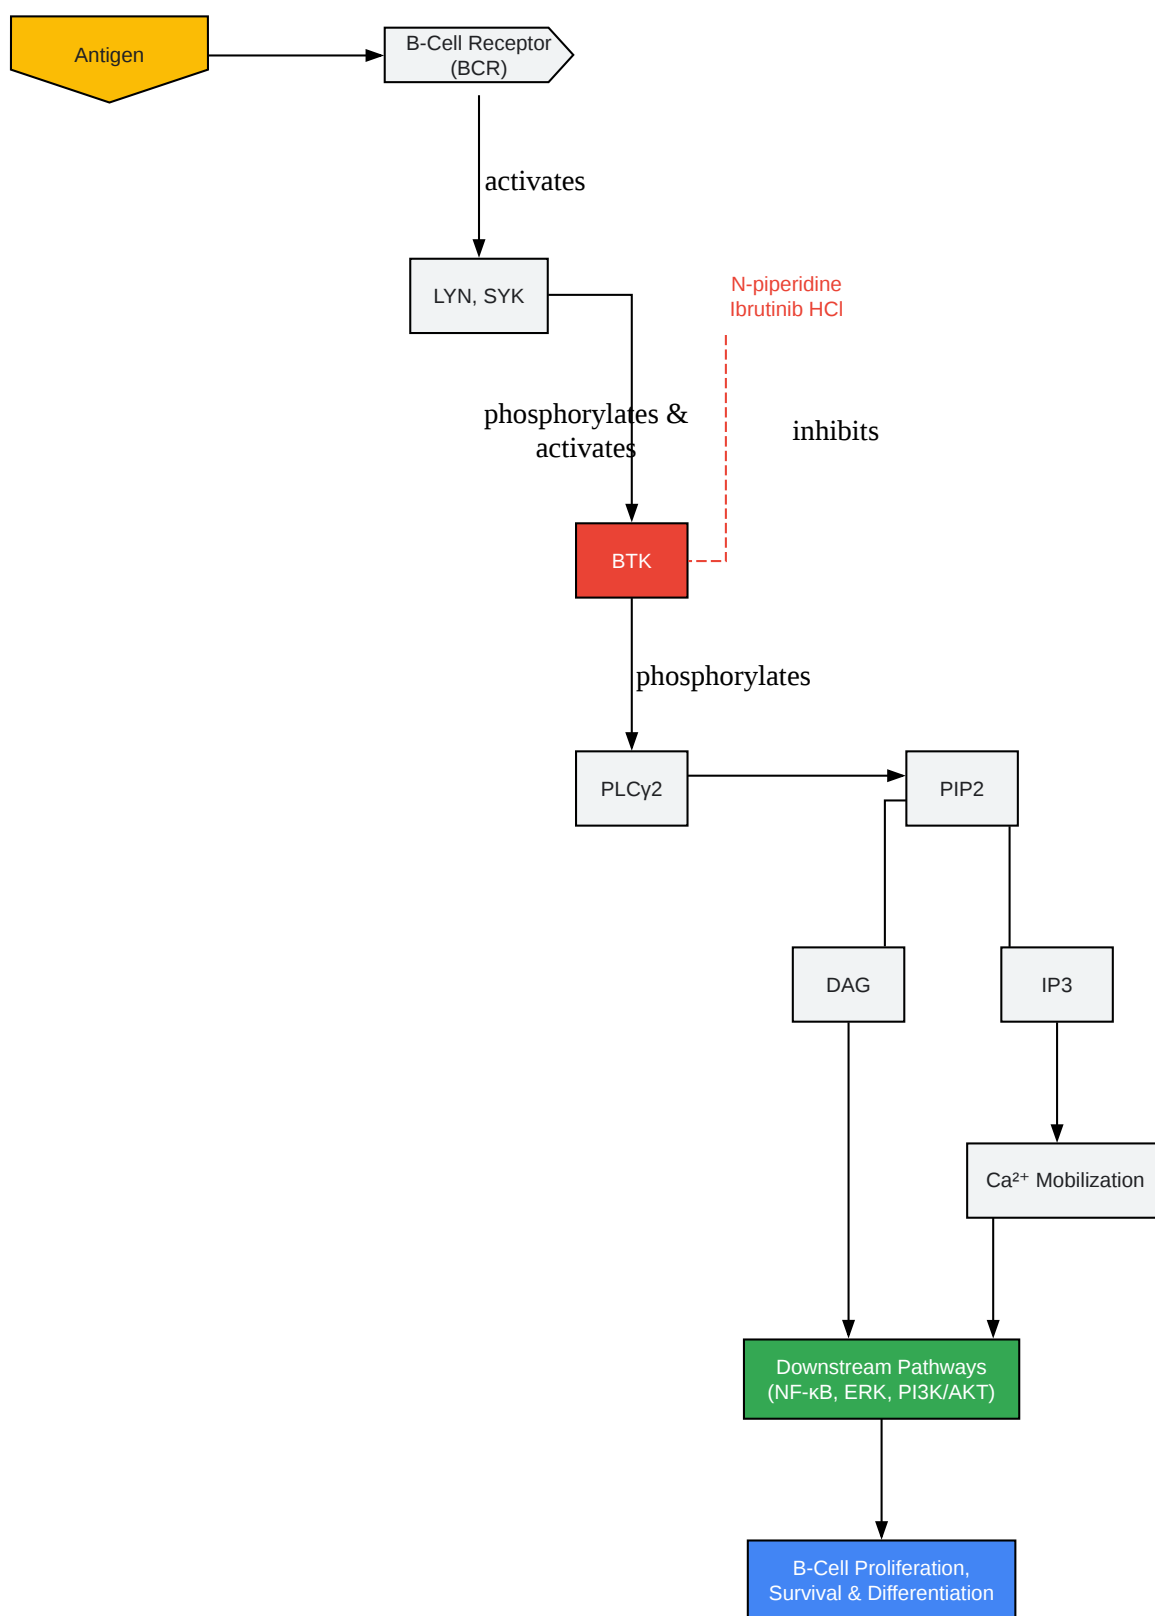 Antigen
B-Cell Receptor
(BCR)
activates
LYN, SYK
N-piperidine
Ibrutinib HCl
phosphorylates &
activates
inhibits
BTK
phosphorylates
PLCγ2
PIP2
DAG
IP3
Ca²⁺ Mobilization
Downstream Pathways
(NF-κB, ERK, PI3K/AKT)
B-Cell Proliferation,
Survival & Differentiation